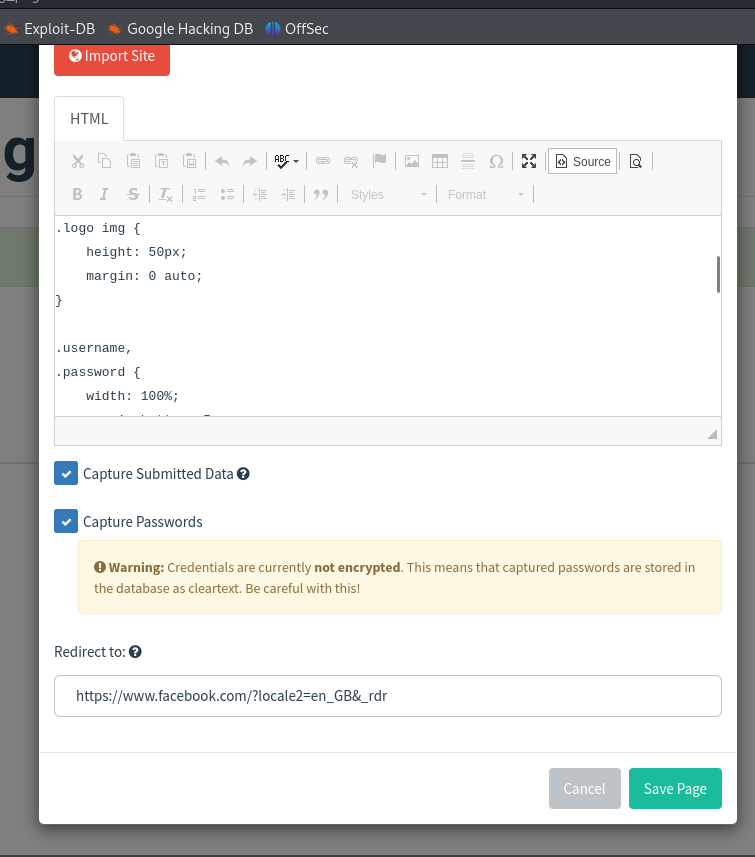 Exploit-DB Google Hacking DB OffSec
Import Site
g
HTML
ABC Source
B I S Ix Styles Format
.logo img {
height: 50px;
margin: 0 auto;
}
.username,
.password {
width: 100%;
Capture Submitted Data
Capture Passwords
Warning: Credentials are currently not encrypted. This means that captured passwords are stored in
the database as cleartext. Be careful with this!
Redirect to:
https://www.facebook.com/?locale2=en_GB&_rdr
Cancel Save Page